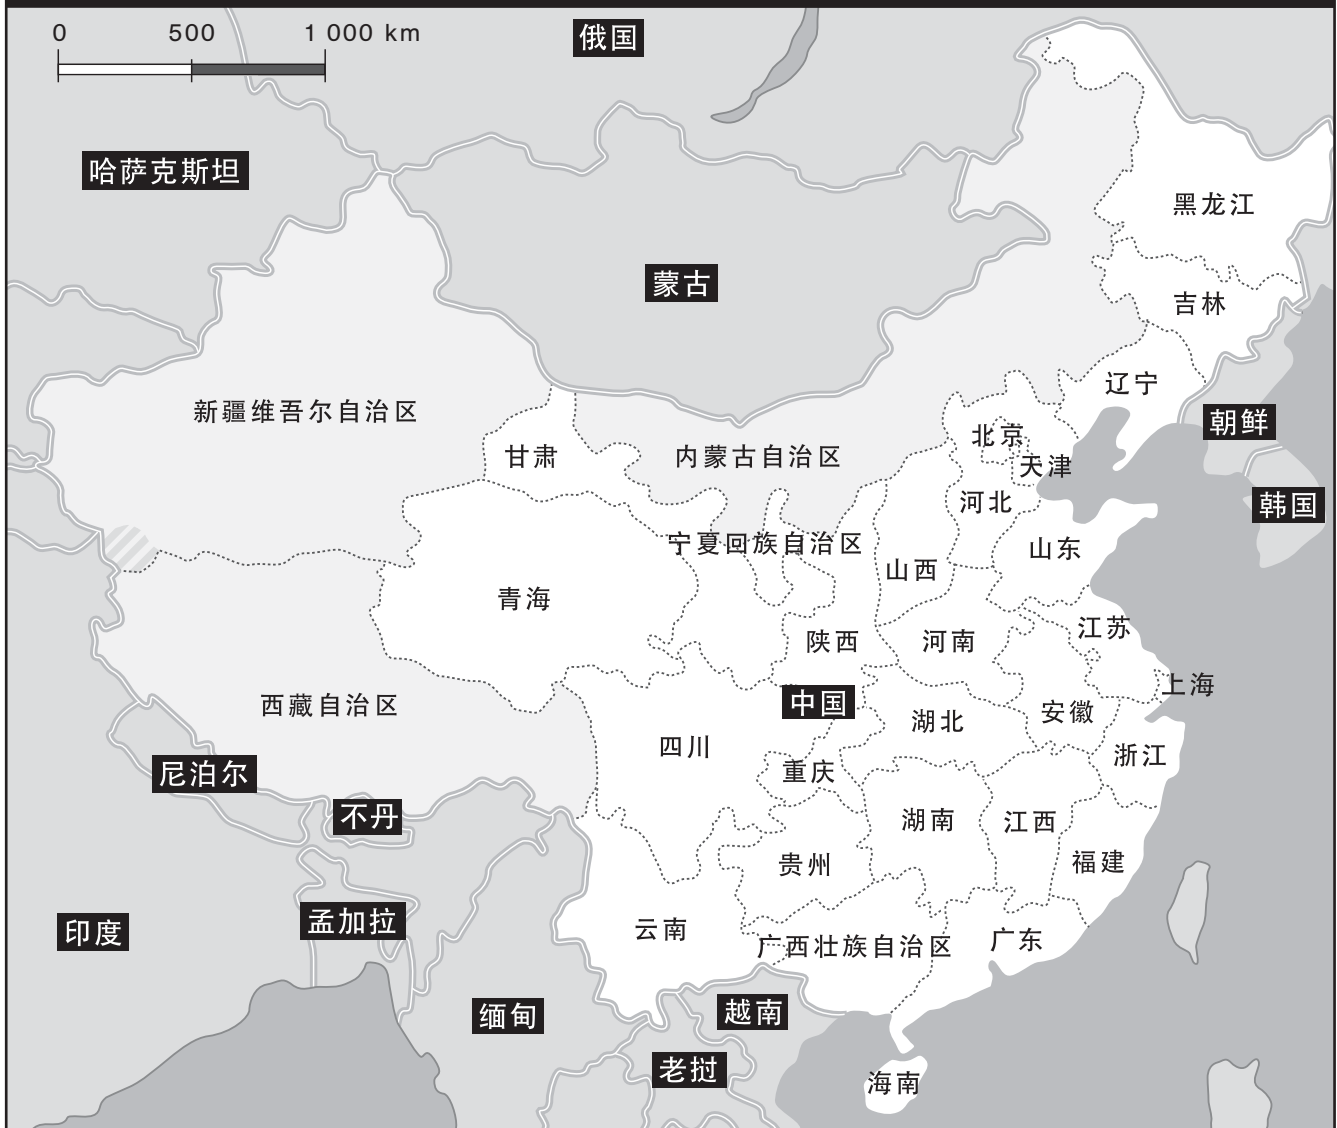 0 500 1 000 km
俄国
哈萨克斯坦
黑龙江
蒙古
吉林
辽宁
新疆维吾尔自治区
朝鲜
北京
甘肃
内蒙古自治区
天津
河北
韩国
宁夏回族自治区
山东
山西
青海
江苏
陕西
河南
上海
西藏自治区
中国
安徽
湖北
四川
浙江
尼泊尔
重庆
不丹
湖南
江西
贵州
福建
孟加拉
印度
云南
广西壮族自治区
广东
缅甸
越南
老挝
海南